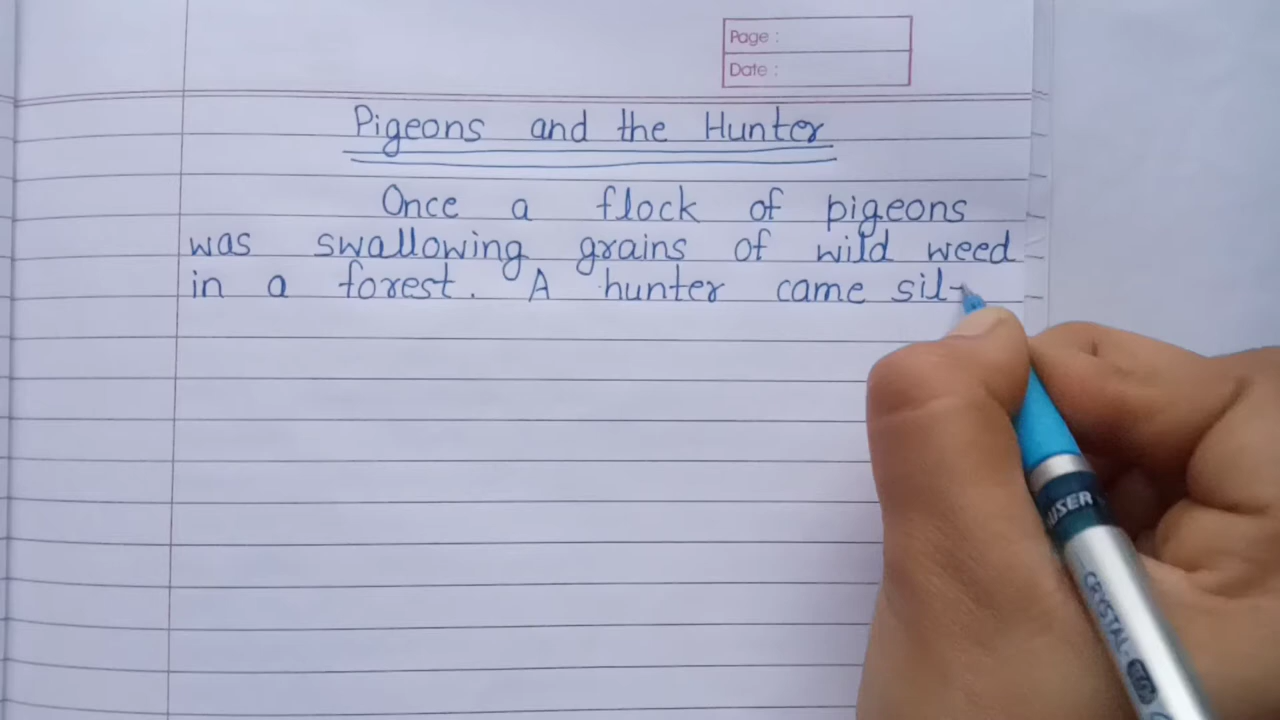 Page :
Date :
Pigeons and the Hunter
Once a flock of pigeons
was swallowing grains of wild weed
in a forest. A hunter came sil-
CRYSTAL-